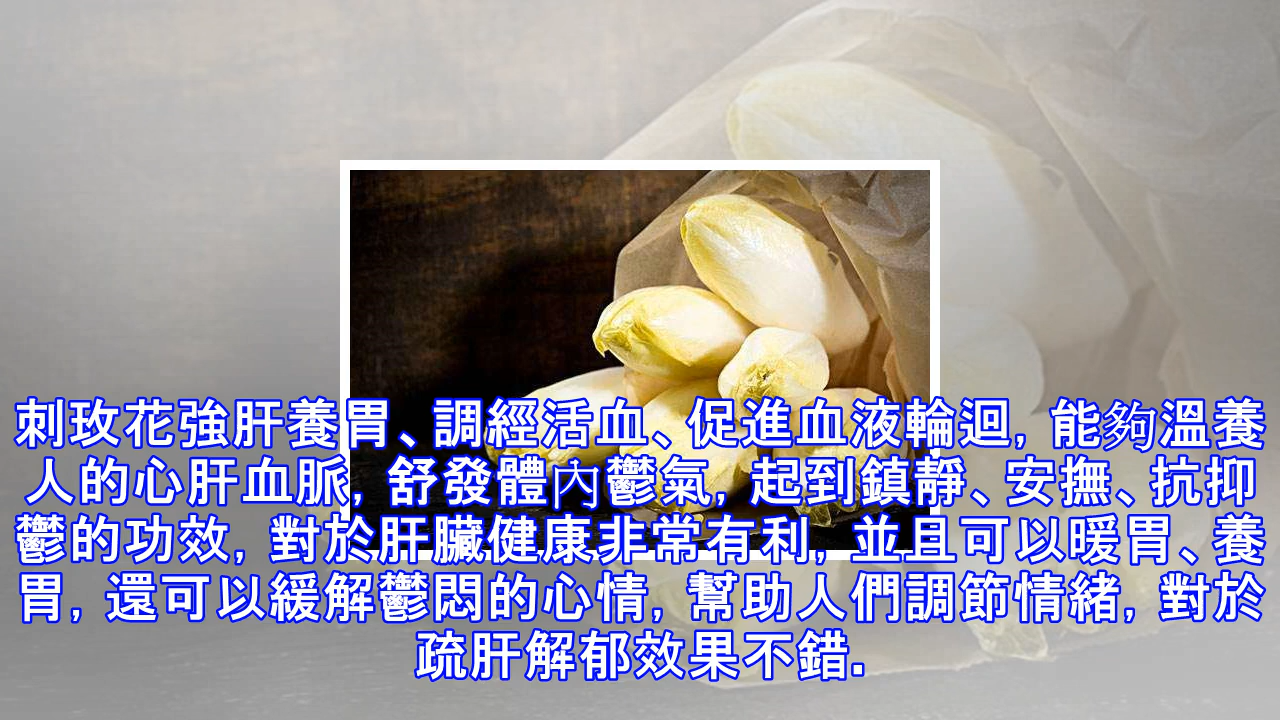 刺玫花強肝養胃、調經活血、促進血液輪迴, 能夠溫養
人的心肝血脈, 舒發體內鬱氣, 起到鎮靜、安撫、抗抑
鬱的功效, 對於肝臟健康非常有利, 並且可以暖胃、養
胃, 還可以緩解鬱悶的心情, 幫助人們調節情緒, 對於
疏肝解郁效果不錯.